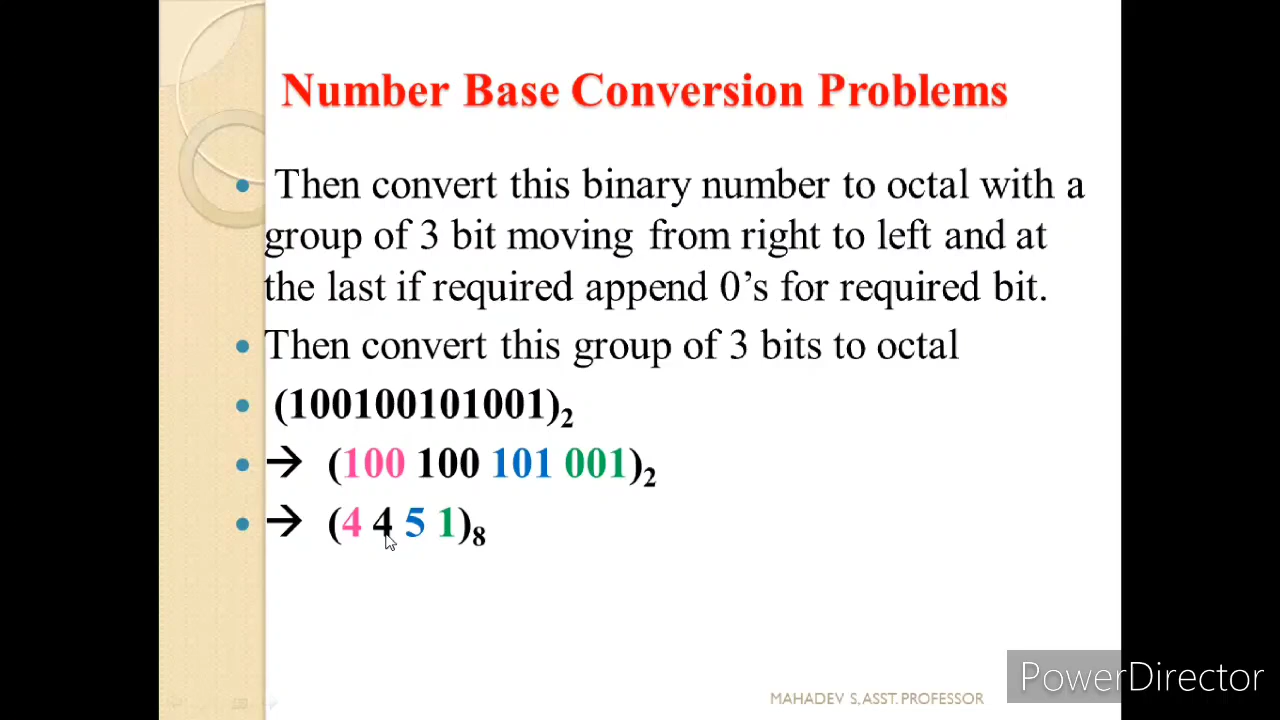 Number Base Conversion Problems
• Then convert this binary number to octal with a
group of 3 bit moving from right to left and at
the last if required append 0’s for required bit.
• Then convert this group of 3 bits to octal
• (100100101001)₂
• → (100 100 101 001)₂
• → (4 4 5 1)₈
MAHADEV S, ASST. PROFESSOR
PowerDirector